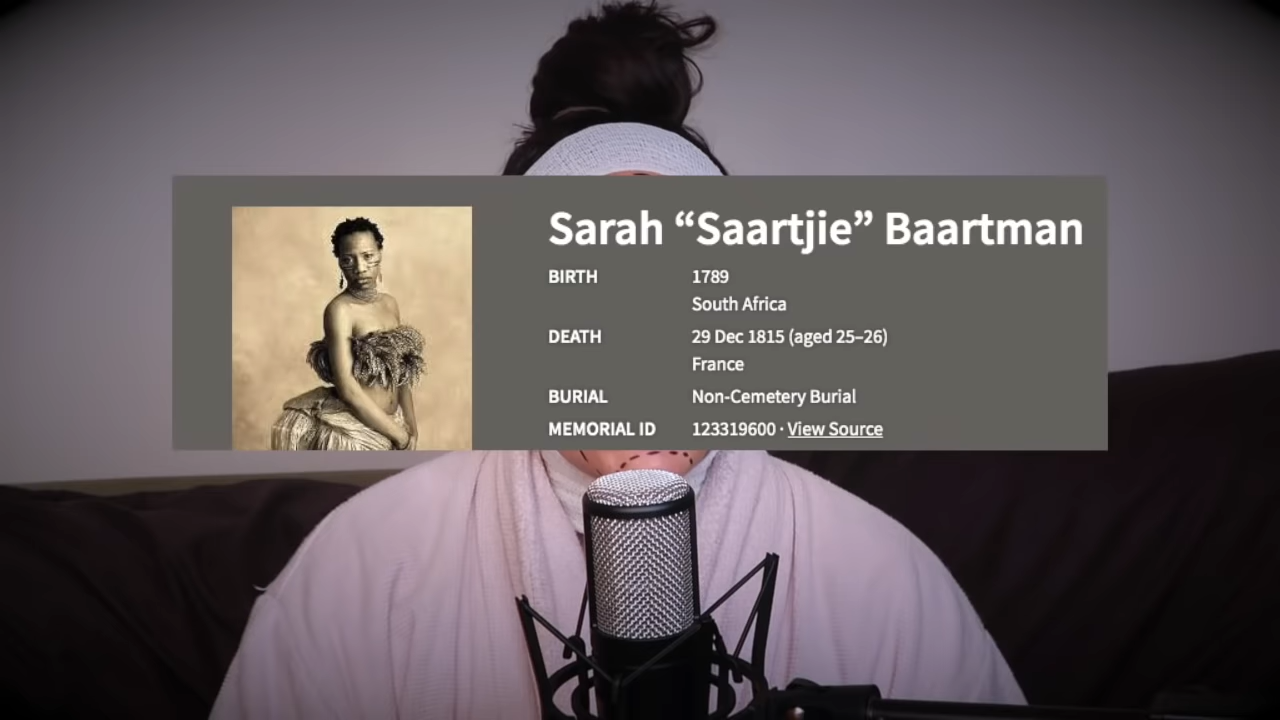 Sarah “Saartjie” Baartman
BIRTH 1789
South Africa
DEATH 29 Dec 1815 (aged 25–26)
France
BURIAL Non-Cemetery Burial
MEMORIAL ID 123319600 · View Source